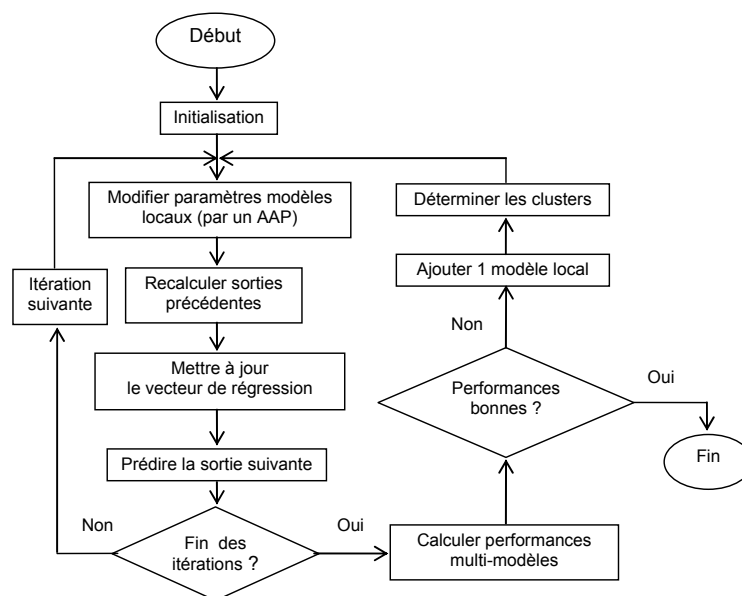 Début
Initialisation
Modifier paramètres modèles
locaux (par un AAP)
Déterminer les clusters
Itération
suivante
Recalculer sorties
précédentes
Ajouter 1 modèle local
Non
Mettre à jour
le vecteur de régression
Performances
bonnes ?
Oui
Prédire la sortie suivante
Fin
Non
Fin des
itérations ?
Oui
Calculer performances
multi-modèles